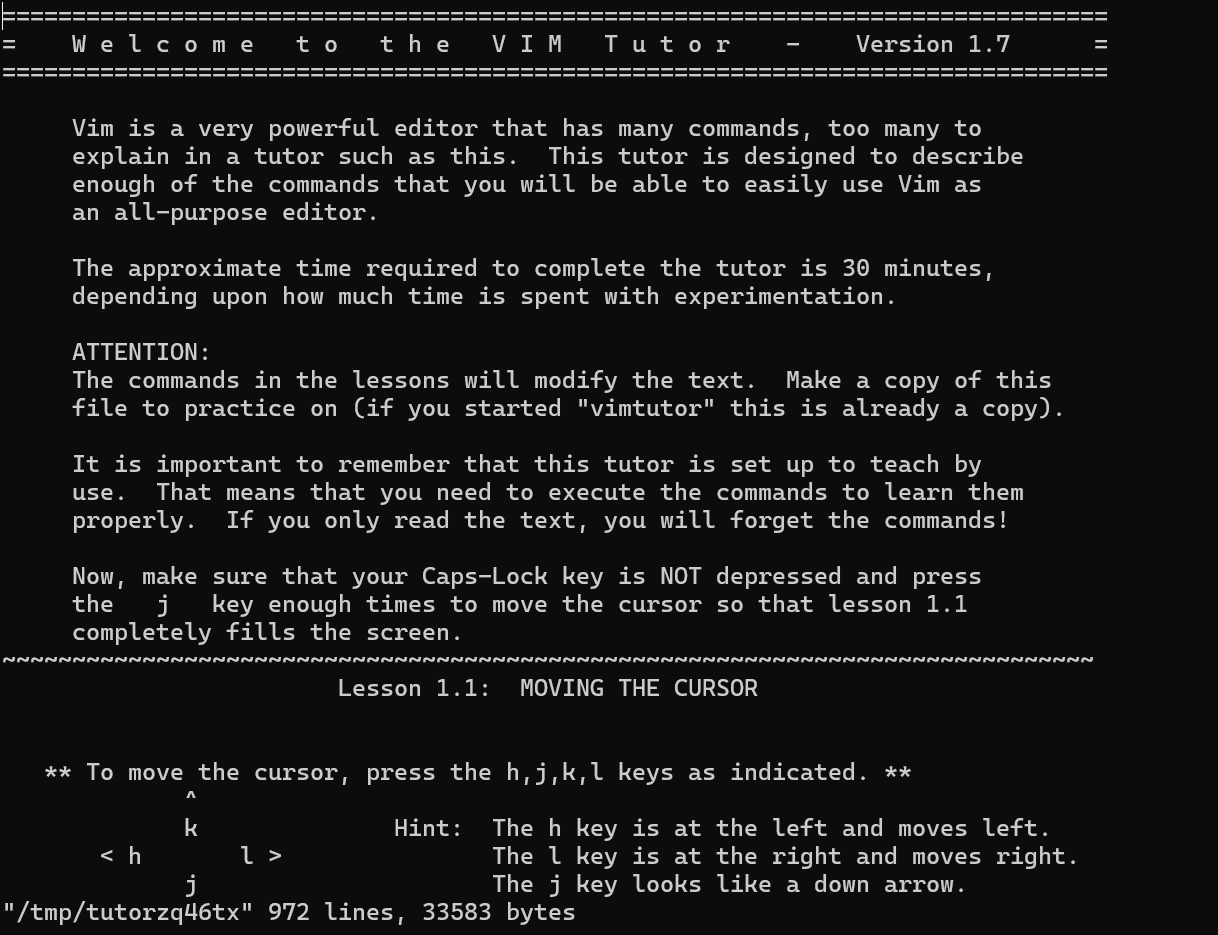 ===============================================================================
=    W e l c o m e   t o   t h e   V I M   T u t o r    -    Version 1.7      =
===============================================================================

     Vim is a very powerful editor that has many commands, too many to
     explain in a tutor such as this.  This tutor is designed to describe
     enough of the commands that you will be able to easily use Vim as
     an all-purpose editor.

     The approximate time required to complete the tutor is 30 minutes,
     depending upon how much time is spent with experimentation.

     ATTENTION:
     The commands in the lessons will modify the text.  Make a copy of this
     file to practice on (if you started "vimtutor" this is already a copy).

     It is important to remember that this tutor is set up to teach by
     use.  That means that you need to execute the commands to learn them
     properly.  If you only read the text, you will forget the commands!

     Now, make sure that your Caps-Lock key is NOT depressed and press
     the   j   key enough times to move the cursor so that lesson 1.1
     completely fills the screen.
~~~~~~~~~~~~~~~~~~~~~~~~~~~~~~~~~~~~~~~~~~~~~~~~~~~~~~~~~~~~~~~~~~~~~~~~~~~~~~
                        Lesson 1.1:  MOVING THE CURSOR


   ** To move the cursor, press the h,j,k,l keys as indicated. **
             ^
             k              Hint:  The h key is at the left and moves left.
       < h       l >               The l key is at the right and moves right.
             j                     The j key looks like a down arrow.
"/tmp/tutorzq46tx" 972 lines, 33583 bytes